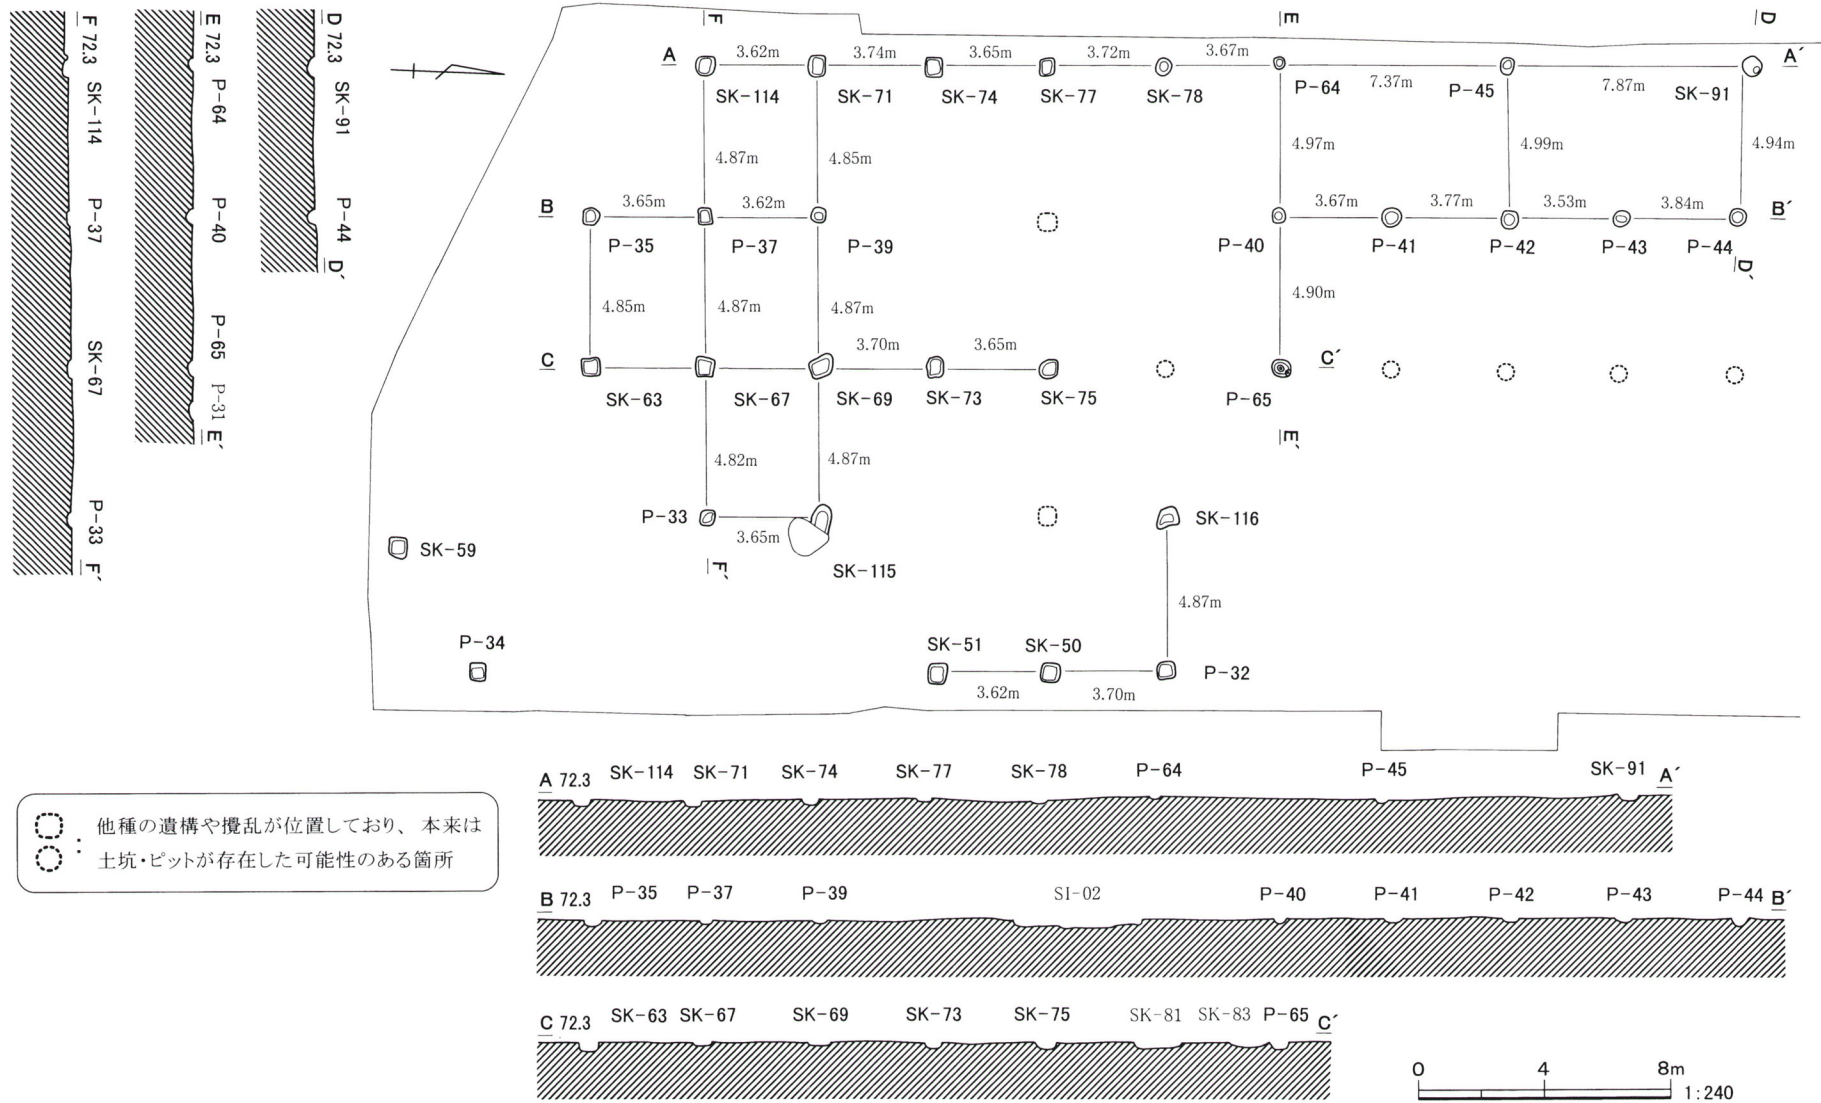 F 72.3 SK-114 P-37 SK-67 P-33 F´
E 72.3 P-64 P-40 P-65 P-31 E´
D 72.3 SK-91 P-44 D´
F E D
A 3.62m 3.74m 3.65m 3.72m 3.67m A´
SK-114 SK-71 SK-74 SK-77 SK-78 P-64 7.37m P-45 7.87m SK-91
4.87m 4.85m 4.97m 4.99m 4.94m
B 3.65m 3.62m 3.67m 3.77m 3.53m 3.84m B´
P-35 P-37 P-39 P-40 P-41 P-42 P-43 P-44
D´
4.85m 4.87m 4.87m 4.90m
C 3.70m 3.65m C´
SK-63 SK-67 SK-69 SK-73 SK-75 P-65
E´
4.82m 4.87m
P-33 3.65m SK-116
SK-59 F´ SK-115
4.87m
P-34 SK-51 SK-50 P-32
3.62m 3.70m
A 72.3 SK-114 SK-71 SK-74 SK-77 SK-78 P-64 P-45 SK-91 A´
: 他種の遺構や攪乱が位置しており、本来は
土坑・ピットが存在した可能性のある箇所
B 72.3 P-35 P-37 P-39 SI-02 P-40 P-41 P-42 P-43 P-44 B´
C 72.3 SK-63 SK-67 SK-69 SK-73 SK-75 SK-81 SK-83 P-65 C´
0 4 8m
1:240